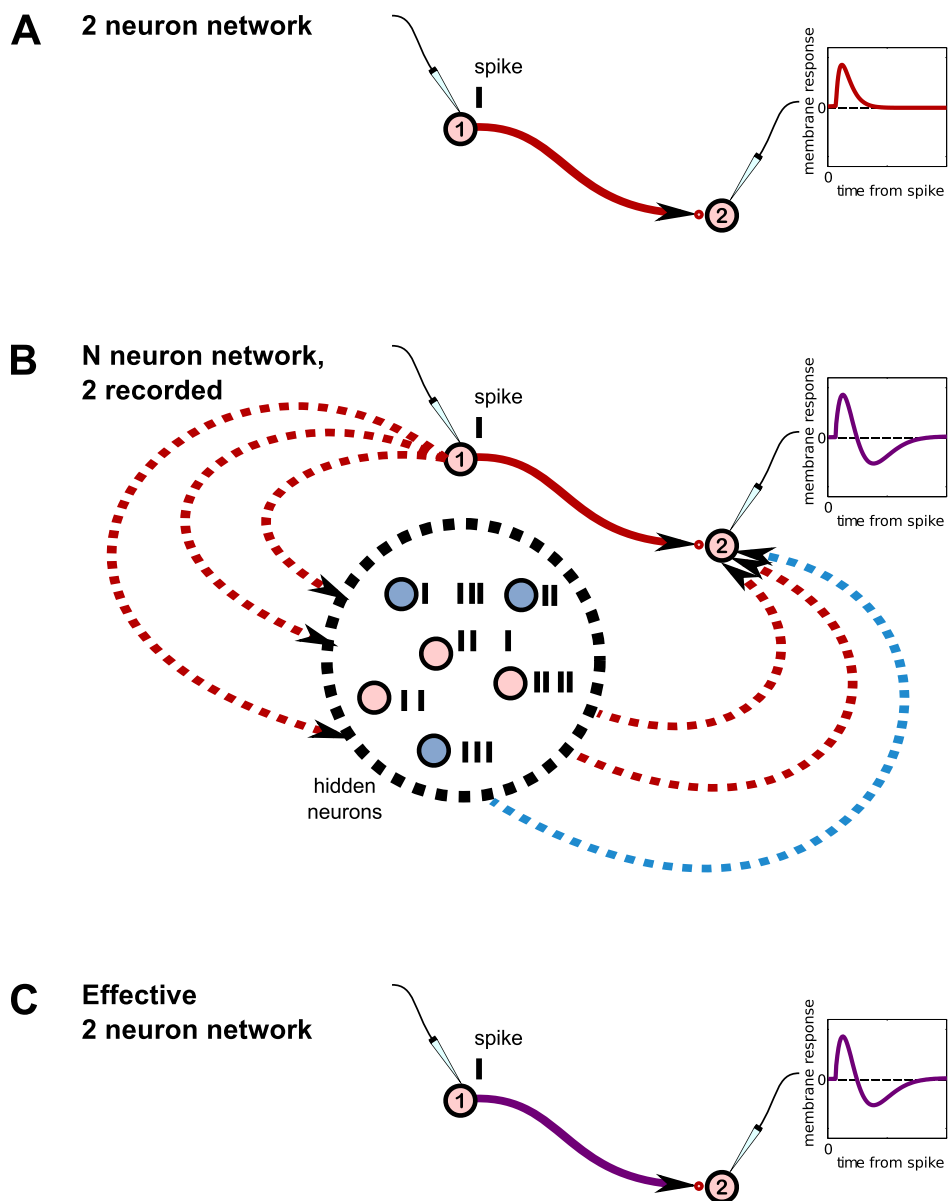 A
2 neuron network
spike
1
2
membrane response
0
0
time from spike
B
N neuron network,
2 recorded
spike
1
2
membrane response
0
0
time from spike
hidden
neurons
C
Effective
2 neuron network
spike
1
2
membrane response
0
0
time from spike